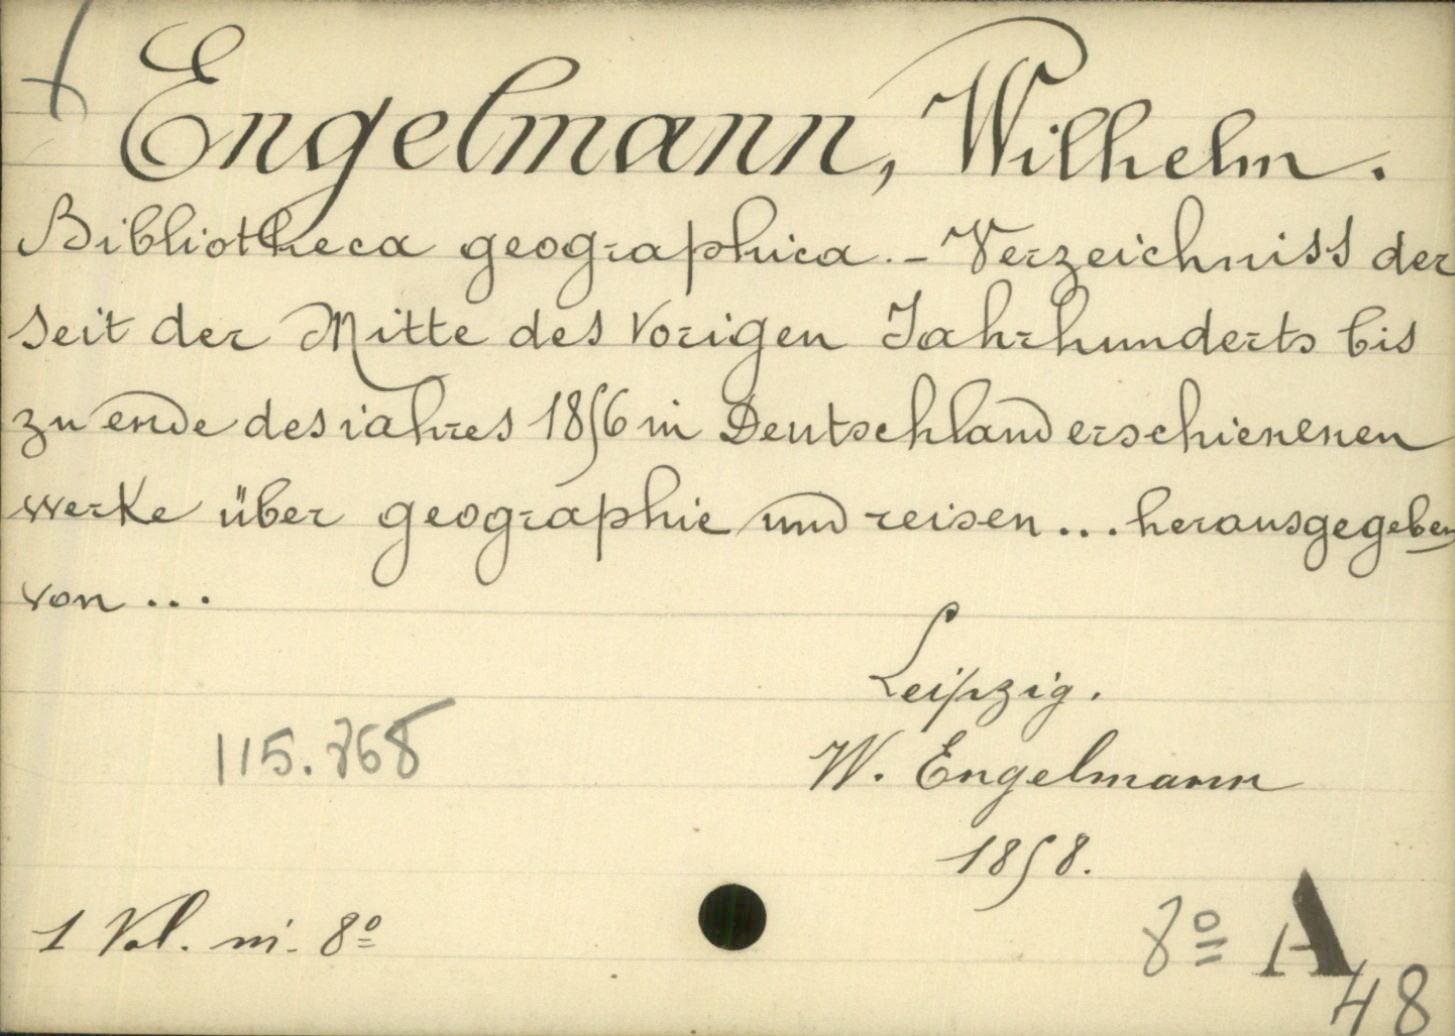 Engelmann, Wilhelm.
Bibliotheca geographica. - Verzeichniss der
seit der Mitte des vorigen Jahrhunderts bis
zu ende des iahres 1856 in Deutschland erschienenen
werke über geographie und reisen ... herausgegeben
von ...
Leipzig.
115.868
W. Engelmann
1858.
1 Vol. in-8º
8º A
48